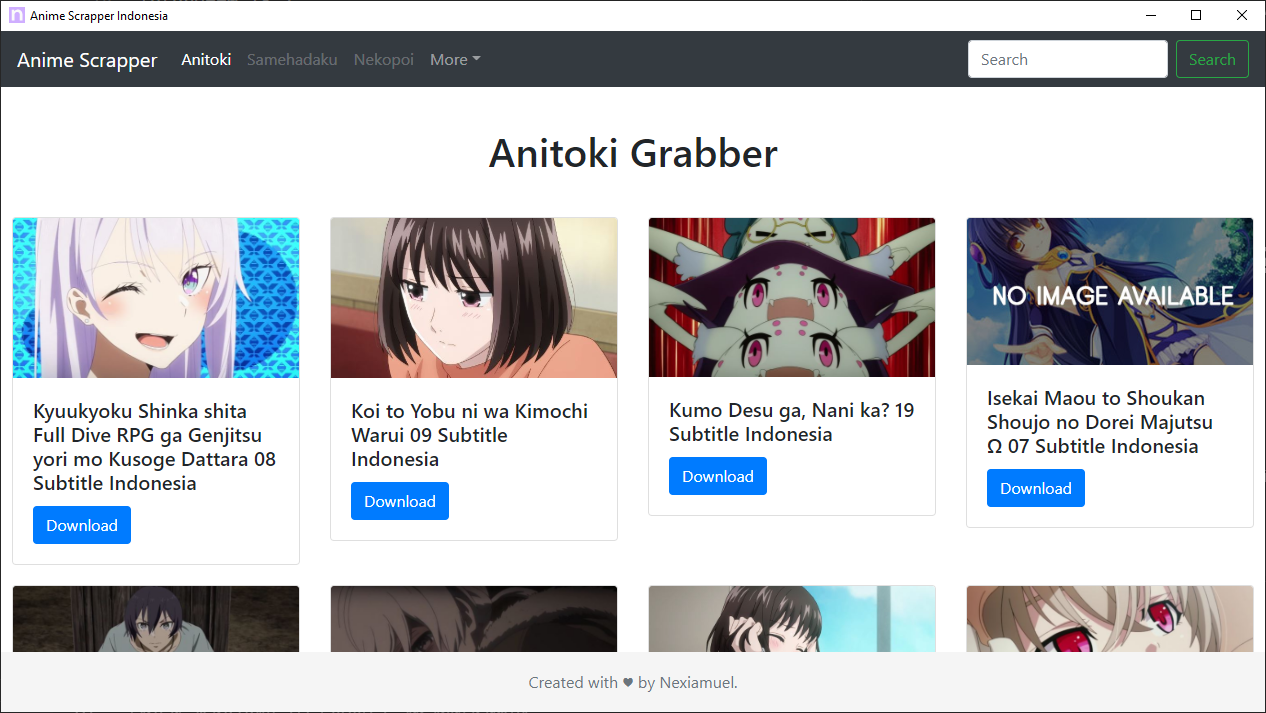 Anime Scrapper Indonesia
Anime Scrapper Anitoki Samehadaku Nekopoi More Search Search
Anitoki Grabber
Kyuukyoku Shinka shita
Full Dive RPG ga Genjitsu
yori mo Kusoge Dattara 08
Subtitle Indonesia
Download
Koi to Yobu ni wa Kimochi
Warui 09 Subtitle
Indonesia
Download
Kumo Desu ga, Nani ka? 19
Subtitle Indonesia
Download
NO IMAGE AVAILABLE
Isekai Maou to Shoukan
Shoujo no Dorei Majutsu
Ω 07 Subtitle Indonesia
Download
Created with ♥ by Nexiamuel.